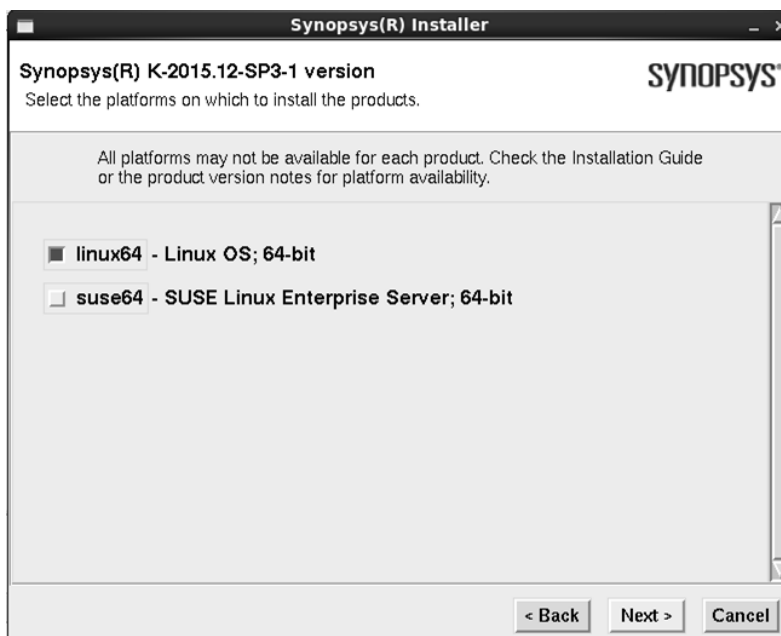 Synopsys(R) Installer
Synopsys(R) K-2015.12-SP3-1 version
SYNOPSYS
Select the platforms on which to install the products.
All platforms may not be available for each product. Check the Installation Guide
or the product version notes for platform availability.
linux64 - Linux OS; 64-bit
suse64 - SUSE Linux Enterprise Server; 64-bit
< Back Next > Cancel